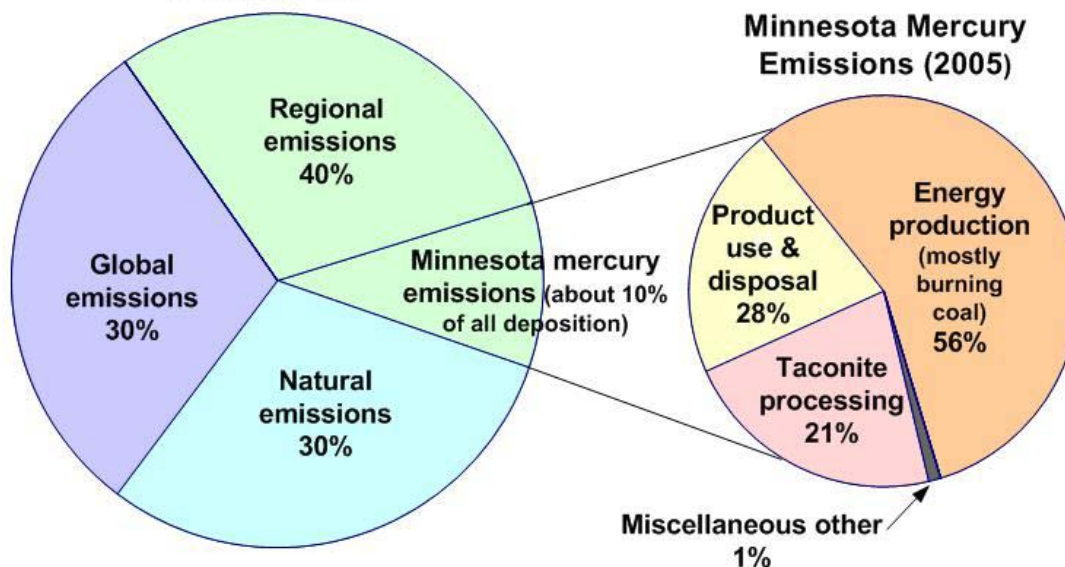 Regional
emissions
40%
Global
emissions
30%
Minnesota mercury
emissions (about 10%
of all deposition)
Natural
emissions
30%
Minnesota Mercury
Emissions (2005)
Product
use &
disposal
28%
Energy
production
(mostly
burning
coal)
56%
Taconite
processing
21%
Miscellaneous other
1%